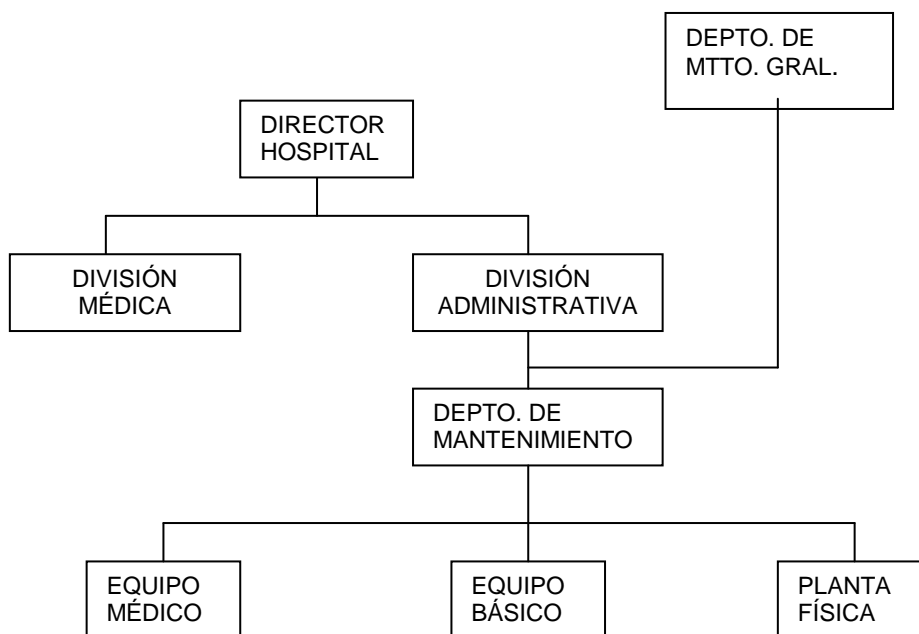 DEPTO. DE
MTTO. GRAL.
DIRECTOR
HOSPITAL
DIVISIÓN
MÉDICA
DIVISIÓN
ADMINISTRATIVA
DEPTO. DE
MANTENIMIENTO
EQUIPO
MÉDICO
EQUIPO
BÁSICO
PLANTA
FÍSICA